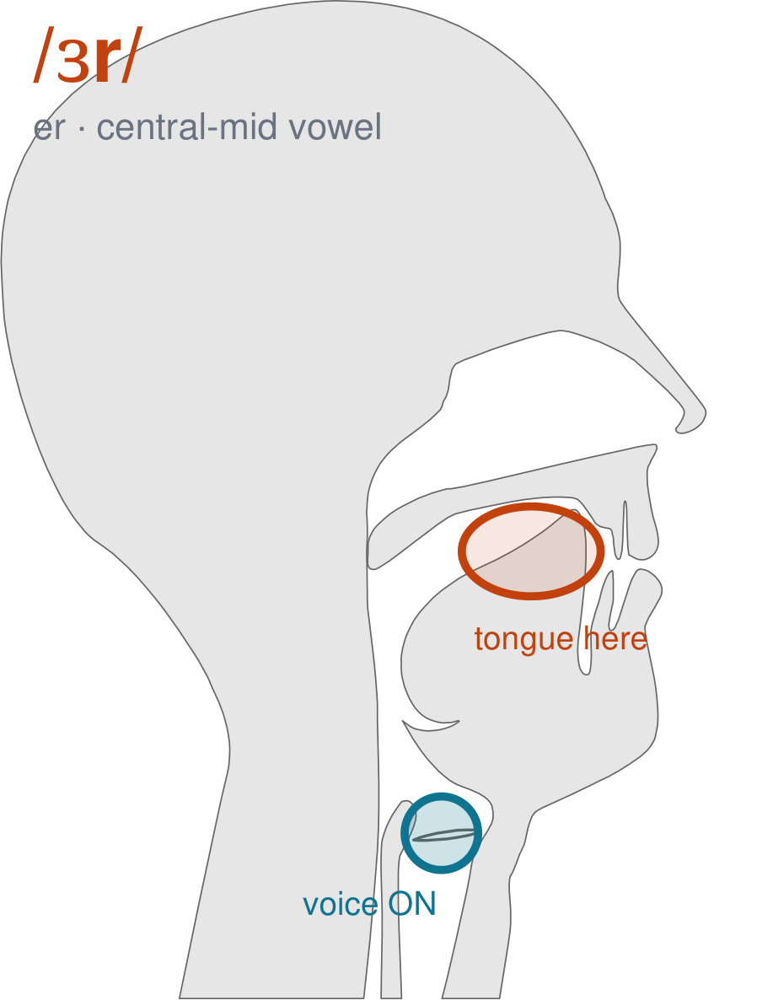 /ɜr/
er · central-mid vowel
tongue here
voice ON